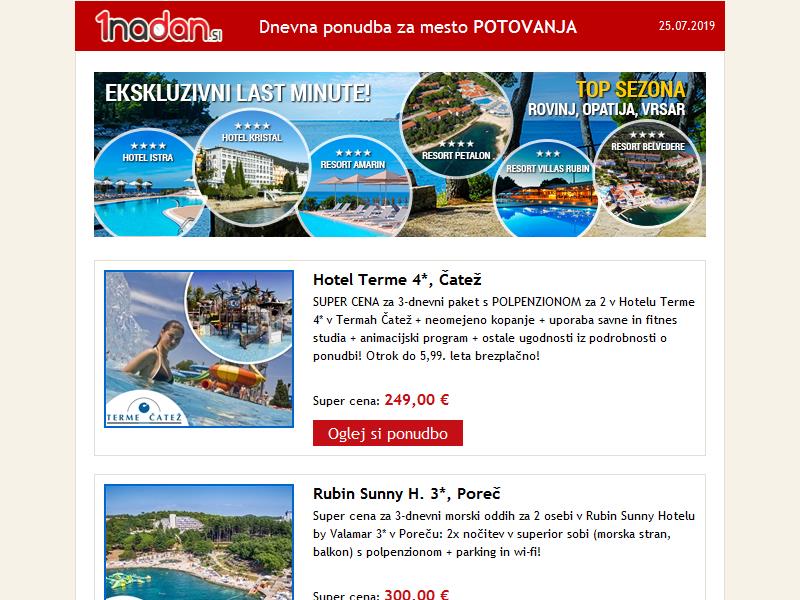 1nadan.si
Dnevna ponudba za mesto POTOVANJA
25.07.2019
EKSKLUZIVNI LAST MINUTE!
TOP SEZONA
ROVINJ, OPATIJA, VRSAR
HOTEL ISTRA
HOTEL KRISTAL
RESORT AMARIN
RESORT PETALON
RESORT VILLAS RUBIN
RESORT BELVEDERE
Hotel Terme 4*, Čatež
SUPER CENA za 3-dnevni paket s POLPENZIONOM za 2 v Hotelu Terme
4* v Termah Čatež + neomejeno kopanje + uporaba savne in fitnes
studia + animacijski program + ostale ugodnosti iz podrobnosti o
ponudbi! Otrok do 5,99. leta brezplačno!
TERME ČATEŽ
Super cena: 249,00 €
Oglej si ponudbo
Rubin Sunny H. 3*, Poreč
Super cena za 3-dnevni morski oddih za 2 osebi v Rubin Sunny Hotelu
by Valamar 3* v Poreču: 2x nočitev v superior sobi (morska stran,
balkon) s polpenzionom + parking in wi-fi!
Super cena: 300,00 €